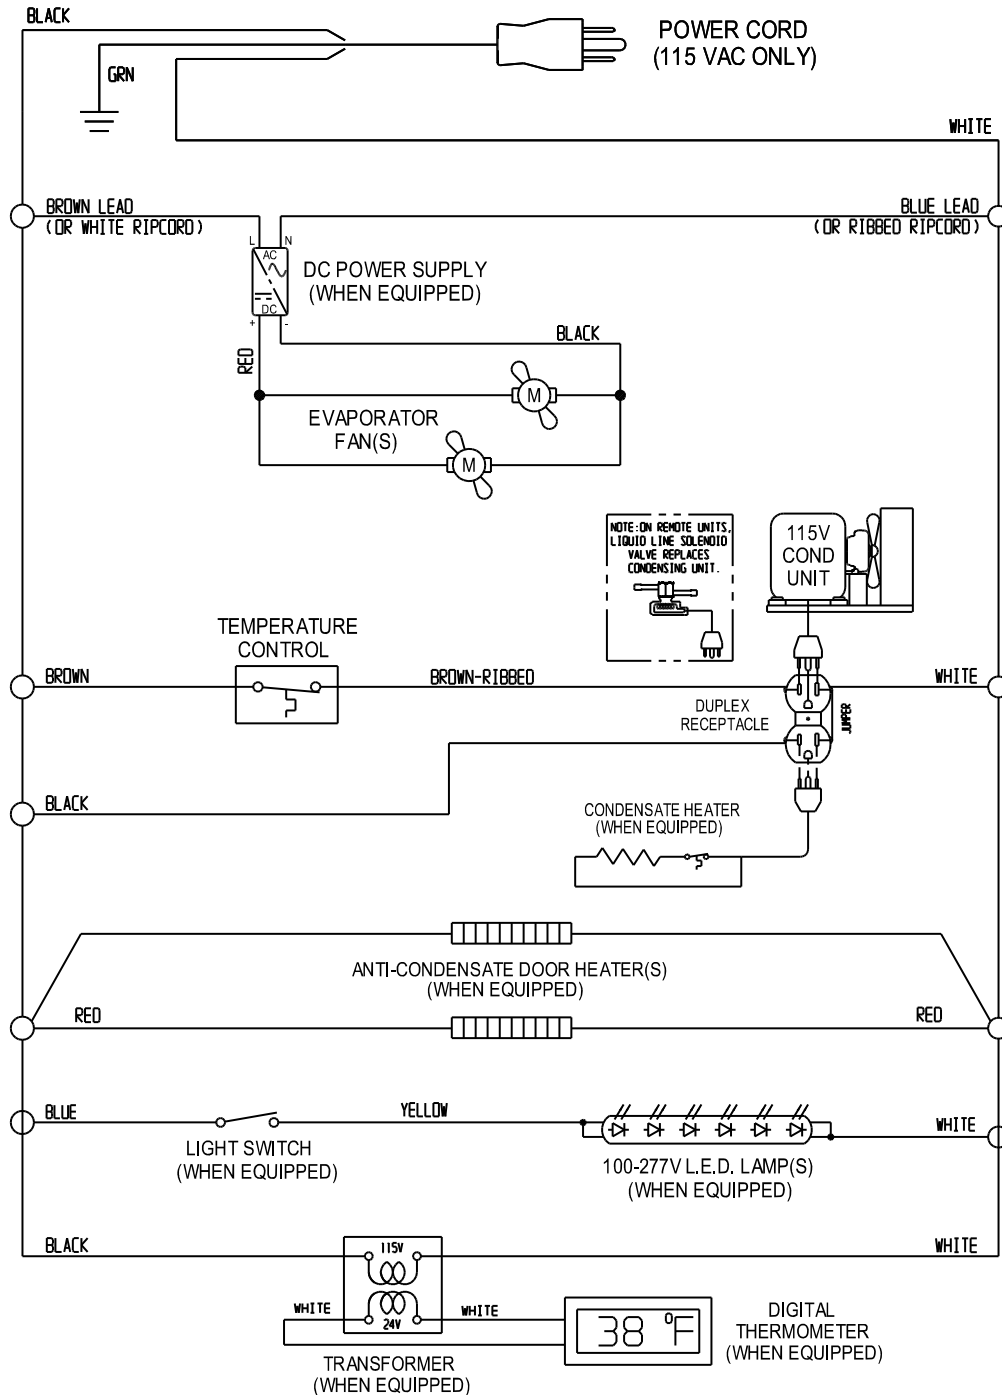 BLACK
POWER CORD
(115 VAC ONLY)
GRN
WHITE
BROWN LEAD
(OR WHITE RIPCORD)
BLUE LEAD
(OR RIBBED RIPCORD)
L N
AC
DC
+ -
DC POWER SUPPLY
(WHEN EQUIPPED)
BLACK
RED
M
EVAPORATOR
FAN(S)
M
NOTE:ON REMOTE UNITS,
LIQUID LINE SOLENOID
VALVE REPLACES
CONDENSING UNIT.
115V
COND
UNIT
TEMPERATURE
CONTROL
BROWN
BROWN-RIBBED
WHITE
DUPLEX
RECEPTACLE
JUMPER
BLACK
CONDENSATE HEATER
(WHEN EQUIPPED)
ANTI-CONDENSATE DOOR HEATER(S)
(WHEN EQUIPPED)
RED
RED
BLUE
YELLOW
WHITE
LIGHT SWITCH
(WHEN EQUIPPED)
100-277V L.E.D. LAMP(S)
(WHEN EQUIPPED)
BLACK
115V
WHITE
WHITE
24V
WHITE
38 °F
DIGITAL
THERMOMETER
(WHEN EQUIPPED)
TRANSFORMER
(WHEN EQUIPPED)